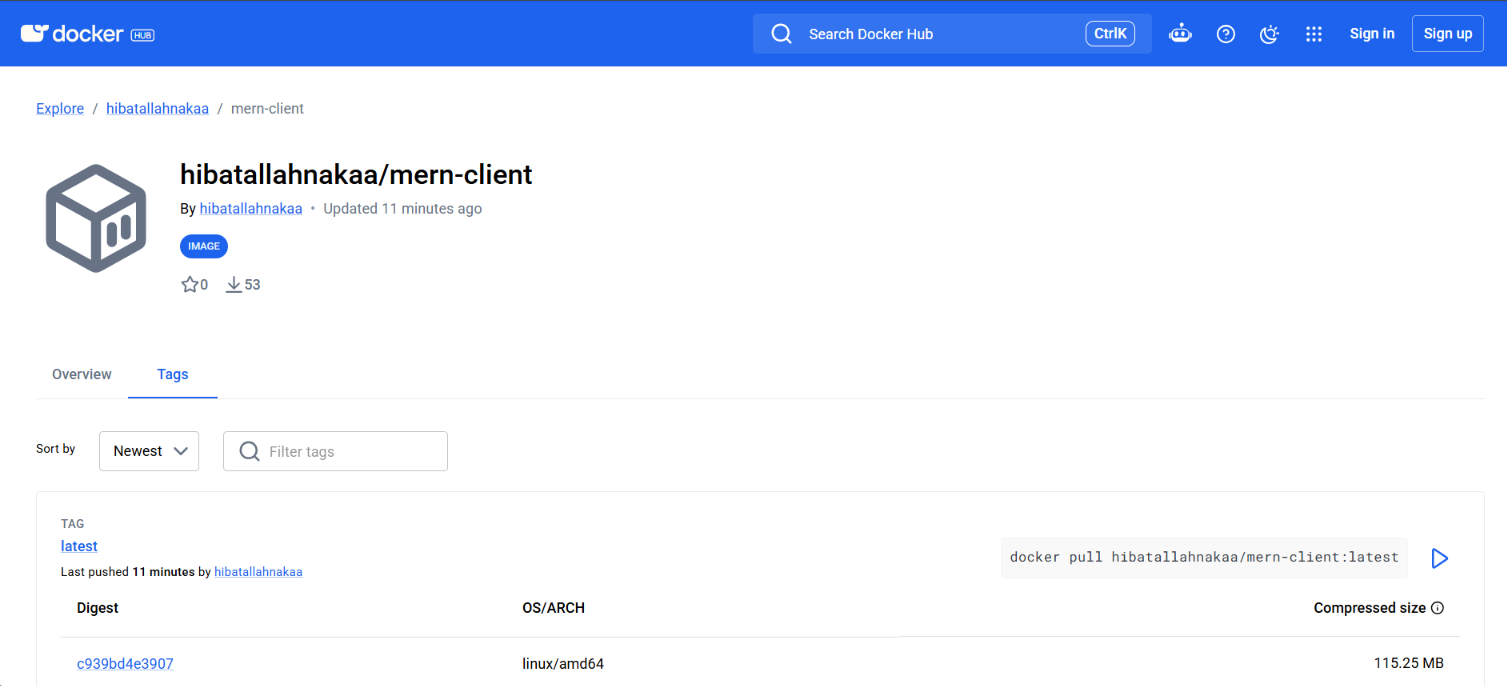 docker HUB
Search Docker Hub
CtrlK
Sign in
Sign up
Explore / hibatallahnakaa / mern-client
hibatallahnakaa/mern-client
By hibatallahnakaa • Updated 11 minutes ago
IMAGE
0 53
Overview
Tags
Sort by
Newest
Filter tags
TAG
latest
docker pull hibatallahnakaa/mern-client:latest
Last pushed 11 minutes by hibatallahnakaa
Digest
OS/ARCH
Compressed size
c939bd4e3907
linux/amd64
115.25 MB